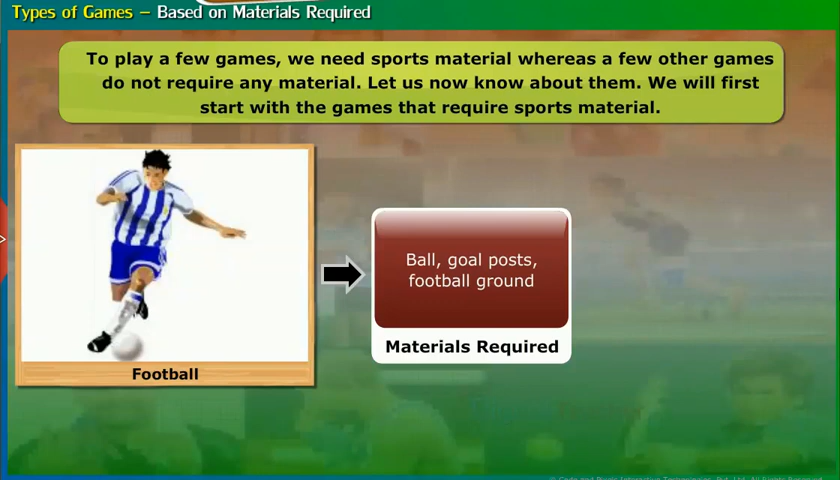 Types of Games – Based on Materials Required
To play a few games, we need sports material whereas a few other games
do not require any material. Let us now know about them. We will first
start with the games that require sports material.
Ball, goal posts,
football ground
Materials Required
Football